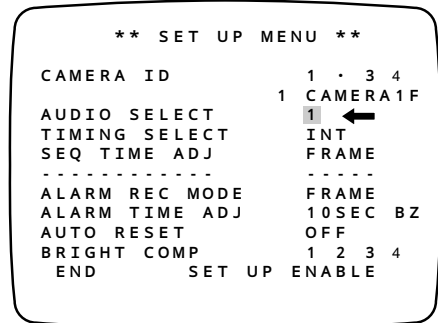 ** SET UP MENU **
CAMERA ID 1 · 3 4
1 CAMERA1F
AUDIO SELECT 1
TIMING SELECT INT
SEQ TIME ADJ FRAME
- - - - - - - - - - - - - - - - -
ALARM REC MODE FRAME
ALARM TIME ADJ 10SEC BZ
AUTO RESET OFF
BRIGHT COMP 1 2 3 4
END SET UP ENABLE